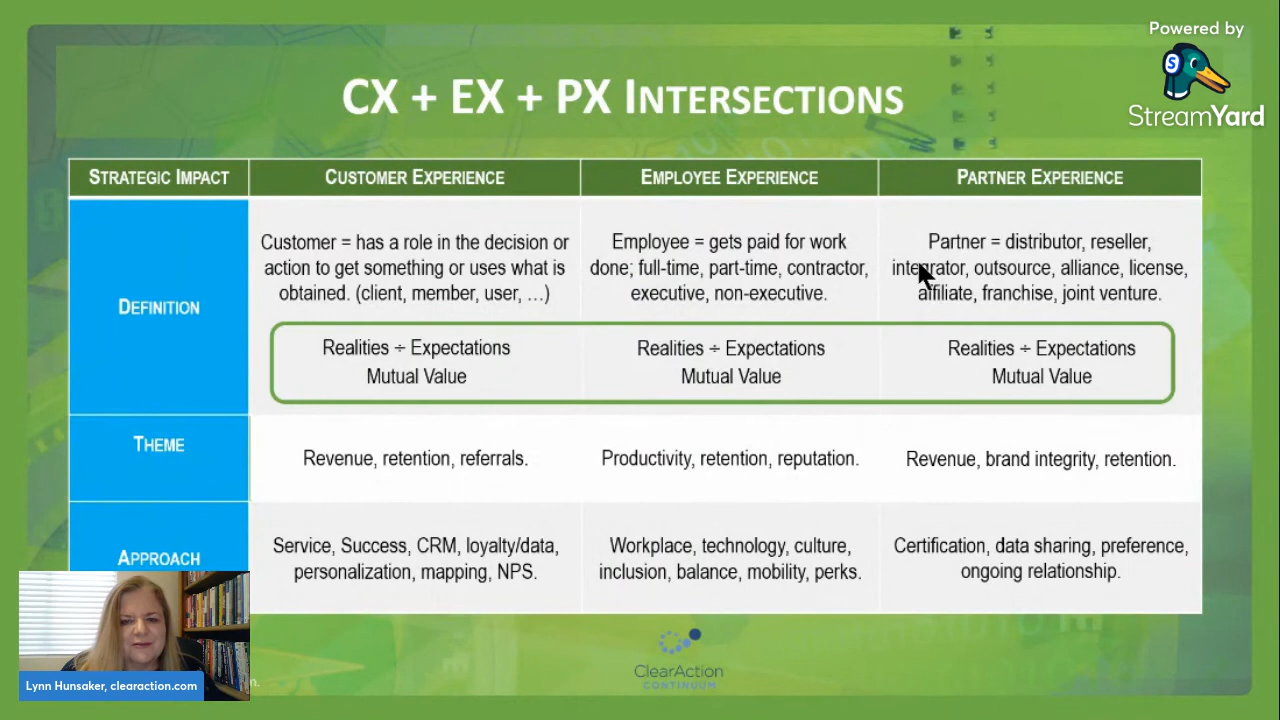 Powered by
StreamYard
CX + EX + PX INTERSECTIONS
STRATEGIC IMPACT
CUSTOMER EXPERIENCE
EMPLOYEE EXPERIENCE
PARTNER EXPERIENCE
DEFINITION
Customer = has a role in the decision or
action to get something or uses what is
obtained. (client, member, user, …)
Employee = gets paid for work
done; full-time, part-time, contractor,
executive, non-executive.
Partner = distributor, reseller,
integrator, outsource, alliance, license,
affiliate, franchise, joint venture.
Realities ÷ Expectations
Mutual Value
Realities ÷ Expectations
Mutual Value
Realities ÷ Expectations
Mutual Value
THEME
Revenue, retention, referrals.
Productivity, retention, reputation.
Revenue, brand integrity, retention.
APPROACH
Service, Success, CRM, loyalty/data,
personalization, mapping, NPS.
Workplace, technology, culture,
inclusion, balance, mobility, perks.
Certification, data sharing, preference,
ongoing relationship.
Lynn Hunsaker, clearaction.com
ClearAction
CONTINUUM